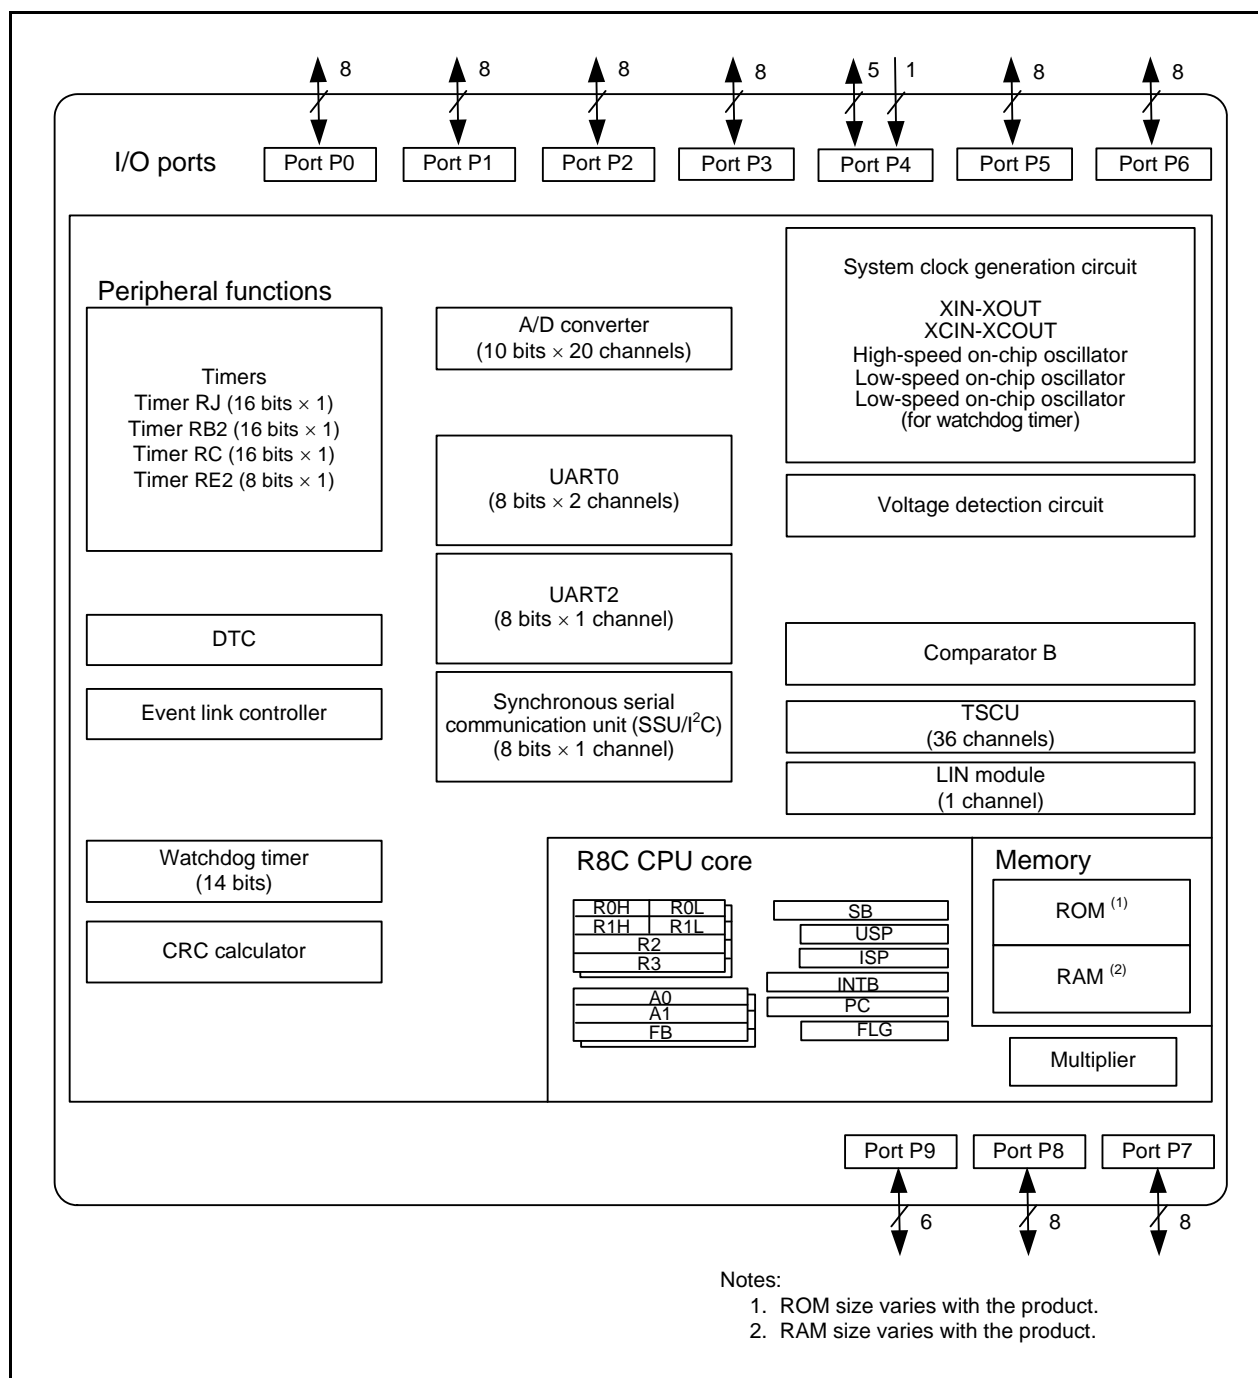 8 8 8 8 5 1 8 8
I/O ports
Port P0
Port P1
Port P2
Port P3
Port P4
Port P5
Port P6
Peripheral functions
Timers
Timer RJ (16 bits × 1)
Timer RB2 (16 bits × 1)
Timer RC (16 bits × 1)
Timer RE2 (8 bits × 1)
DTC
Event link controller
Watchdog timer
(14 bits)
CRC calculator
A/D converter
(10 bits × 20 channels)
UART0
(8 bits × 2 channels)
UART2
(8 bits × 1 channel)
Synchronous serial
communication unit (SSU/I²C)
(8 bits × 1 channel)
System clock generation circuit
XIN-XOUT
XCIN-XCOUT
High-speed on-chip oscillator
Low-speed on-chip oscillator
Low-speed on-chip oscillator
(for watchdog timer)
Voltage detection circuit
Comparator B
TSCU
(36 channels)
LIN module
(1 channel)
R8C CPU core
R0H R0L
R1H R1L
R2
R3
A0
A1
FB
SB
USP
ISP
INTB
PC
FLG
Memory
ROM (1)
RAM (2)
Multiplier
Port P9
Port P8
Port P7
6 8 8
Notes:
1. ROM size varies with the product.
2. RAM size varies with the product.